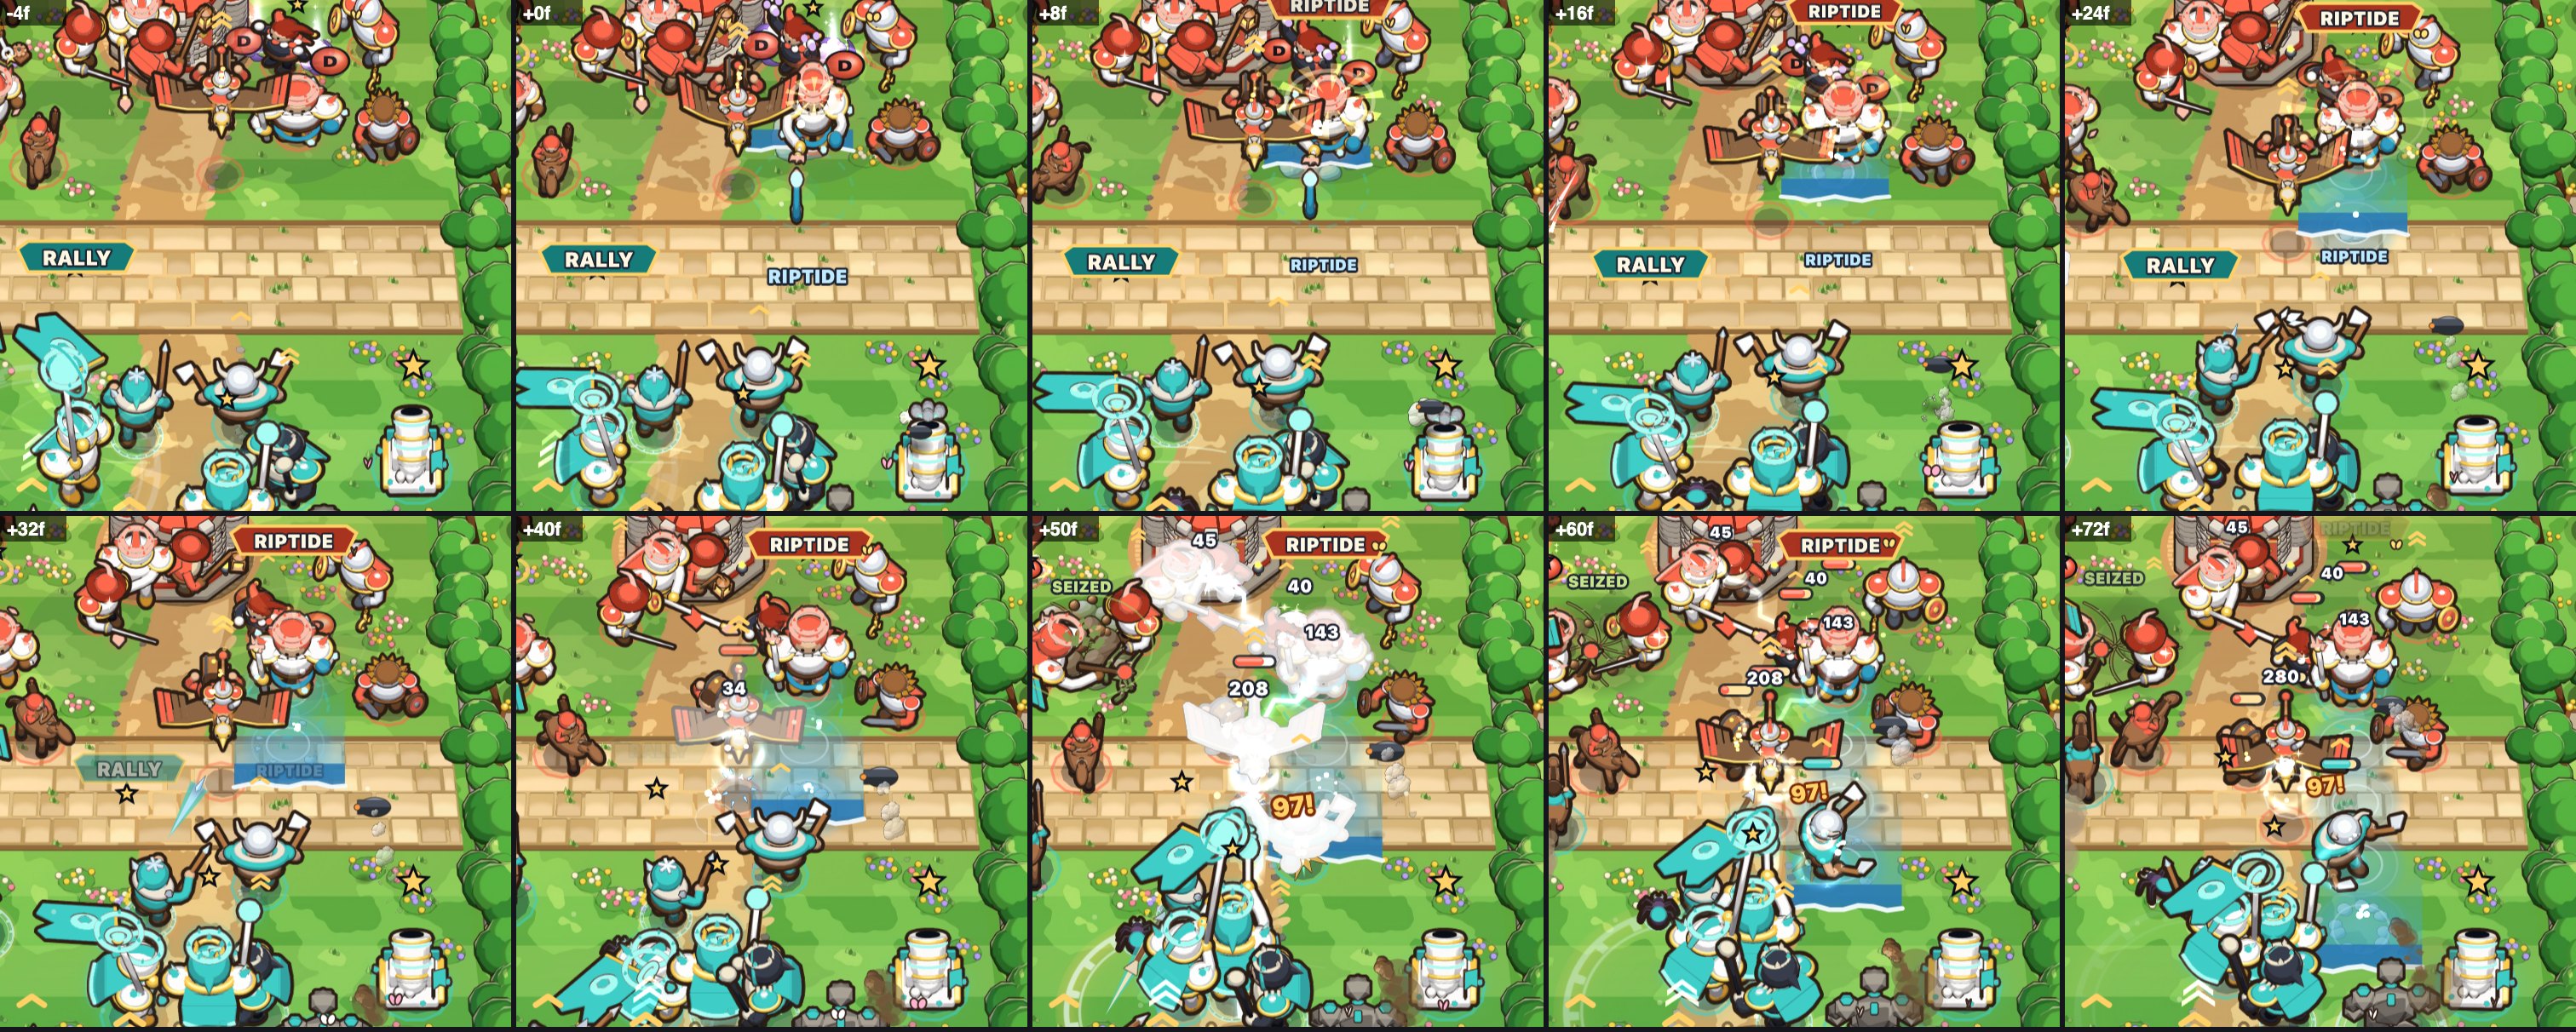 -4f
D
D
RALLY
+0f
D
D
RALLY
RIPTIDE
+8f
RIPTIDE
D
D
RALLY
RIPTIDE
+16f
RIPTIDE
D
D
RALLY
RIPTIDE
+24f
RIPTIDE
D
RALLY
RIPTIDE
+32f
RIPTIDE
RALLY
RIPTIDE
+40f
RIPTIDE
34
+50f
45
RIPTIDE
SEIZED
40
143
208
97!
+60f
45
RIPTIDE
SEIZED
40
143
208
97!
+72f
45
RIPTIDE
SEIZED
40
143
280
97!